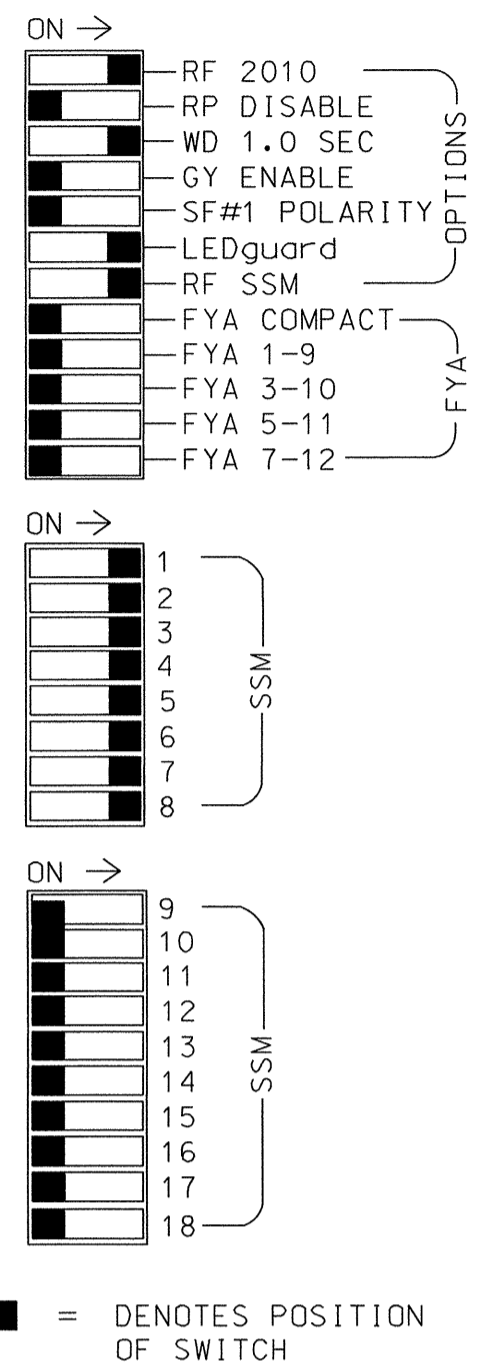 ON →
RF 2010
RP DISABLE
WD 1.0 SEC
GY ENABLE
SF#1 POLARITY
LEDguard
RF SSM
OPTIONS
FYA COMPACT
FYA 1-9
FYA 3-10
FYA 5-11
FYA 7-12
FYA
ON →
1
2
3
4
5
6
7
8
SSM
ON →
9
10
11
12
13
14
15
16
17
18
SSM
= DENOTES POSITION
OF SWITCH